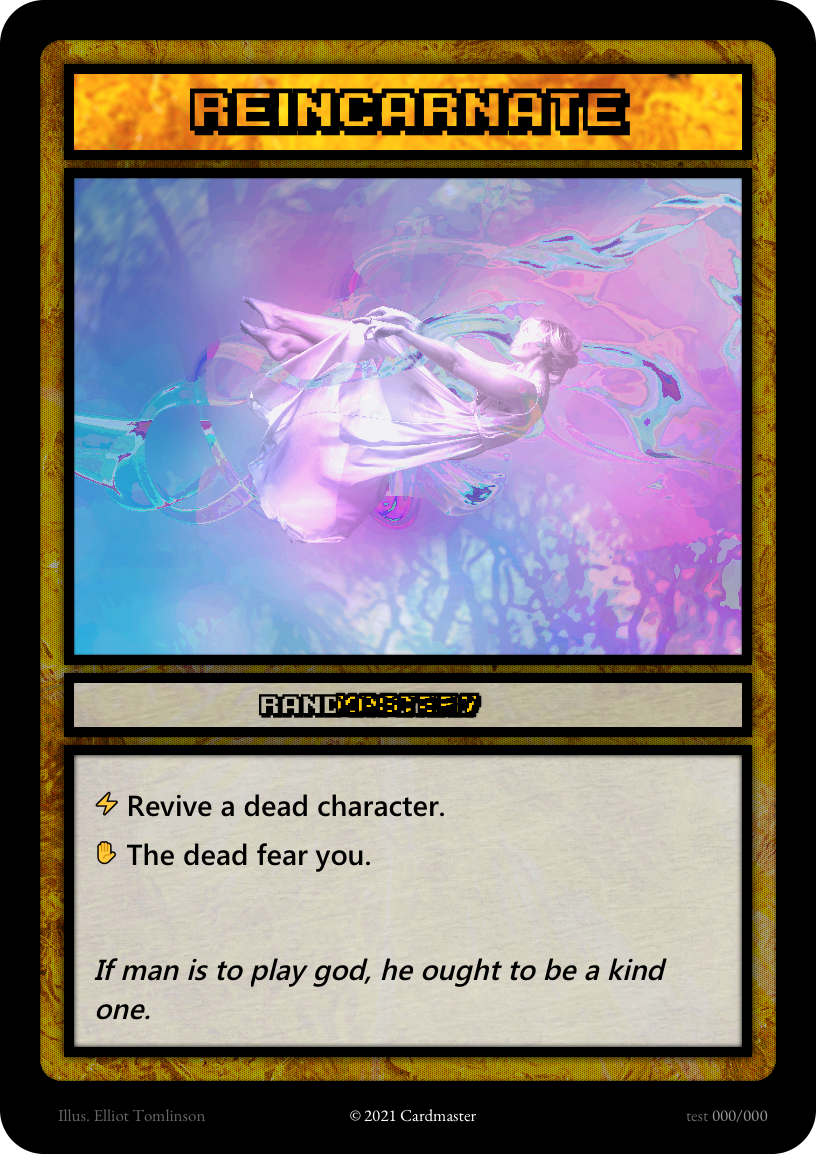 REINCARNATE
⚡ Revive a dead character.
✋ The dead fear you.
If man is to play god, he ought to be a kind
one.
Illus. Elliot Tomlinson © 2021 Cardmaster test 000/000